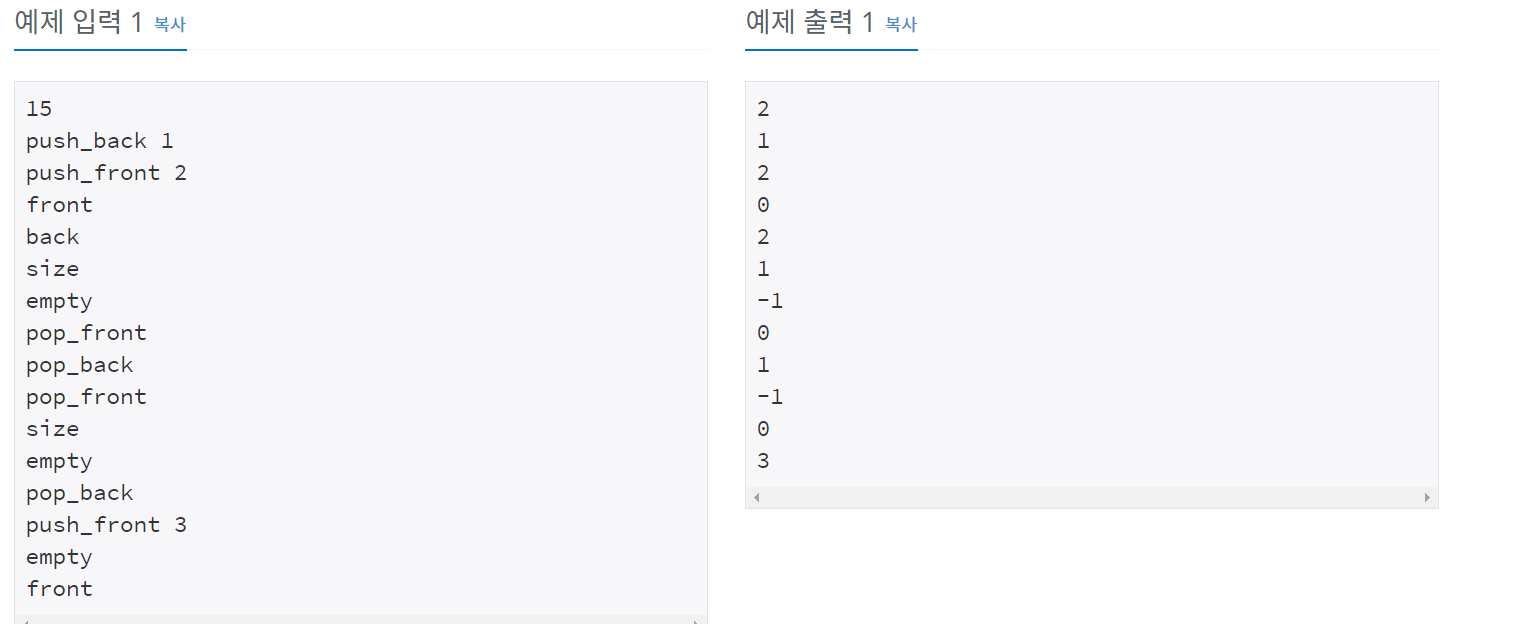 예제 입력 1 복사
15
push_back 1
push_front 2
front
back
size
empty
pop_front
pop_back
pop_front
size
empty
pop_back
push_front 3
empty
front
예제 출력 1 복사
2
1
2
0
2
1
-1
0
1
-1
0
3